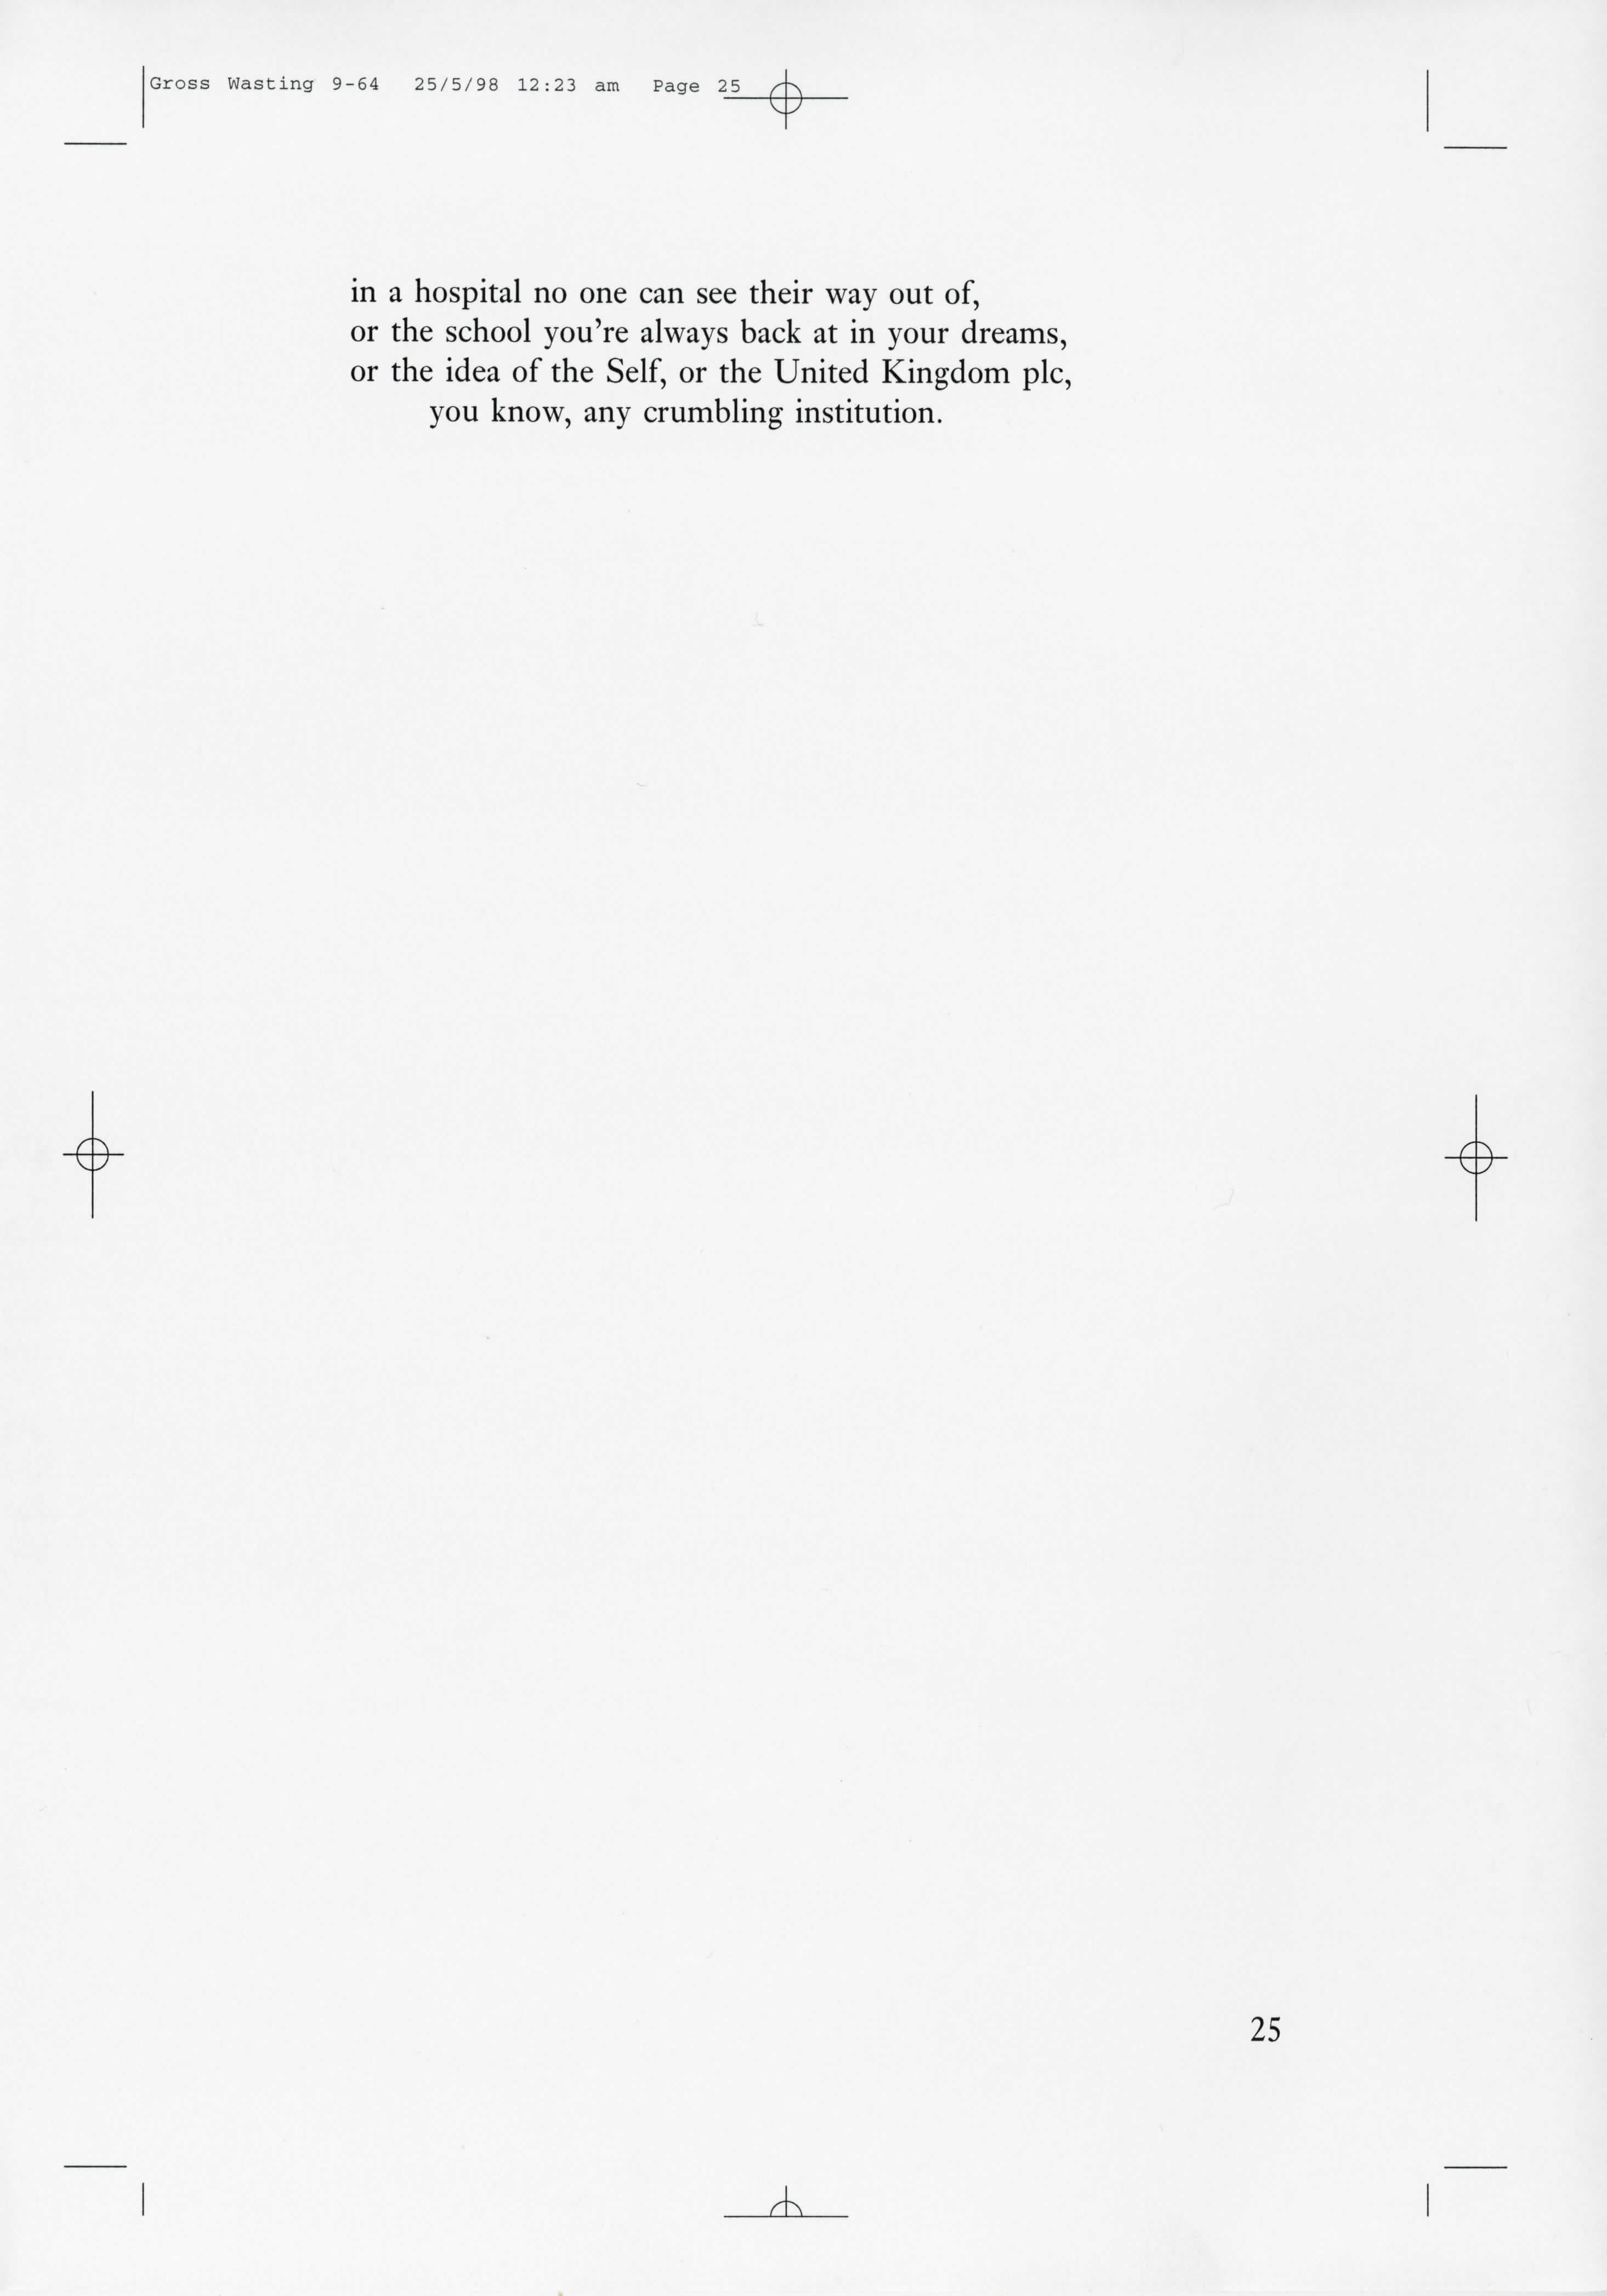 Gross Wasting 9-64 25/5/98 12:23 am Page 25
in a hospital no one can see their way out of,
or the school you're always back at in your dreams,
or the idea of the Self, or the United Kingdom plc,
you know, any crumbling institution.
25